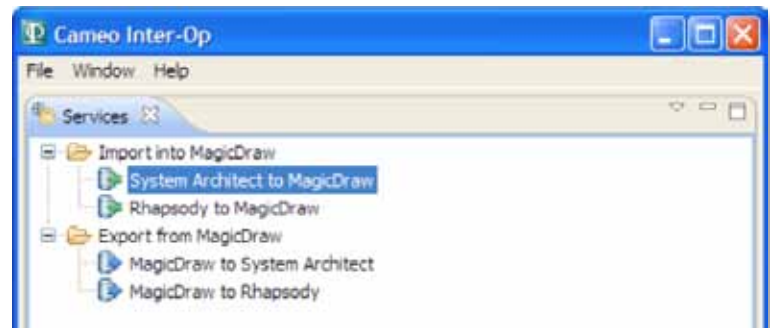 Cameo Inter-Op
File Window Help
Services
Import into MagicDraw
System Architect to MagicDraw
Rhapsody to MagicDraw
Export from MagicDraw
MagicDraw to System Architect
MagicDraw to Rhapsody